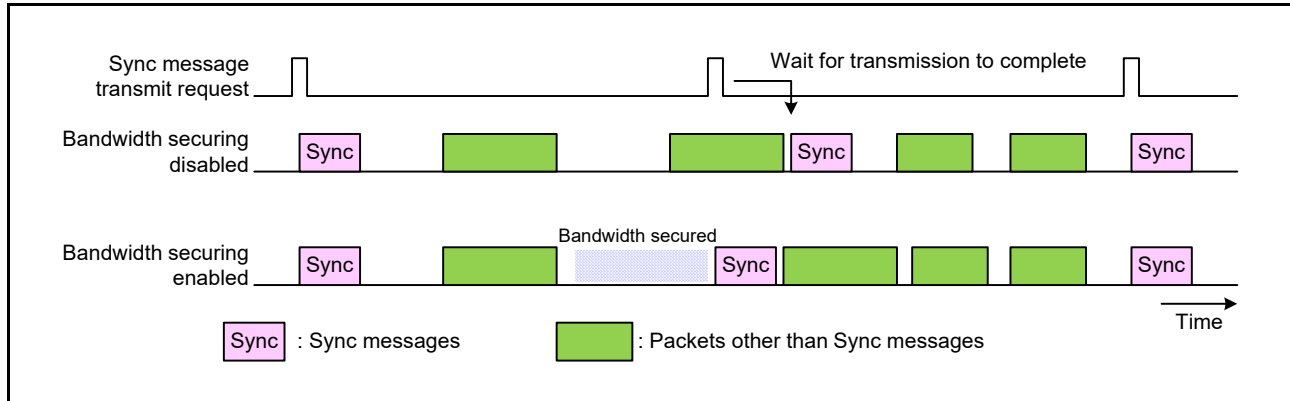 Sync message
transmit request
Wait for transmission to complete
Bandwidth securing
disabled
Sync
Sync
Sync
Bandwidth securing
enabled
Sync
Bandwidth secured
Sync
Sync
Time
Sync : Sync messages
: Packets other than Sync messages